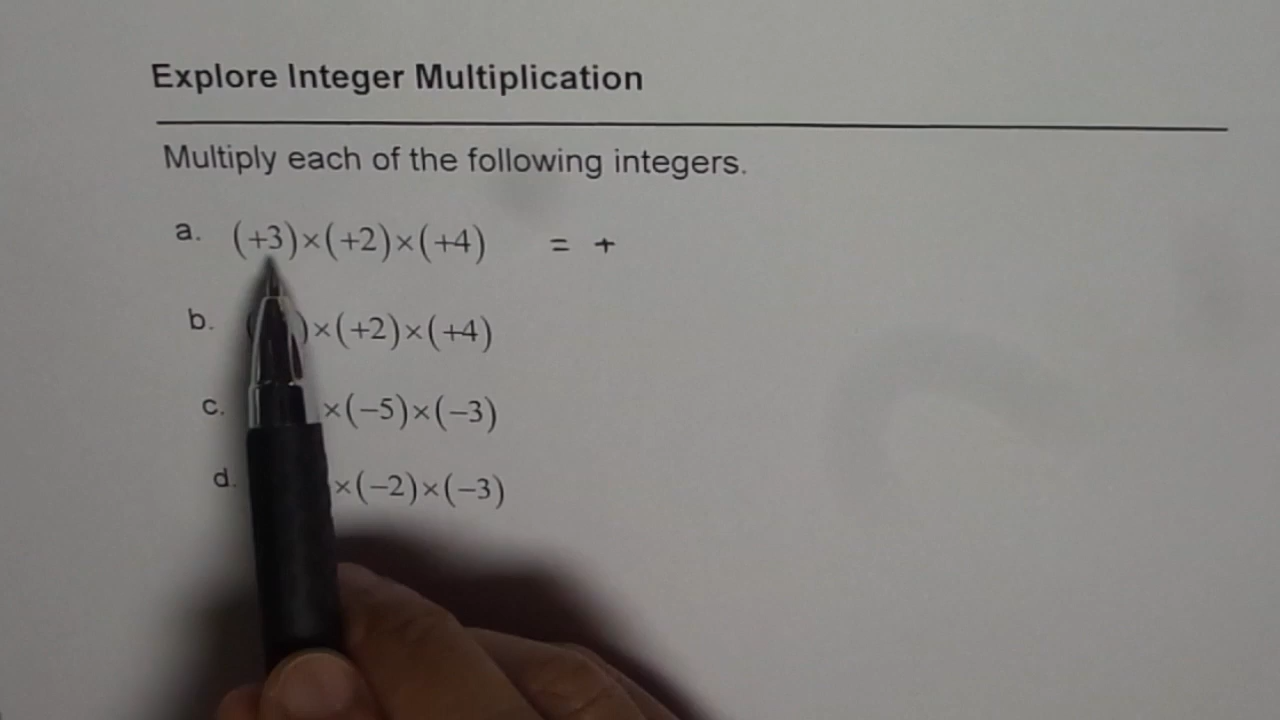 Explore Integer Multiplication
Multiply each of the following integers.
a. (+3)×(+2)×(+4) = +
b. )×(+2)×(+4)
c. ×(−5)×(−3)
d. ×(−2)×(−3)